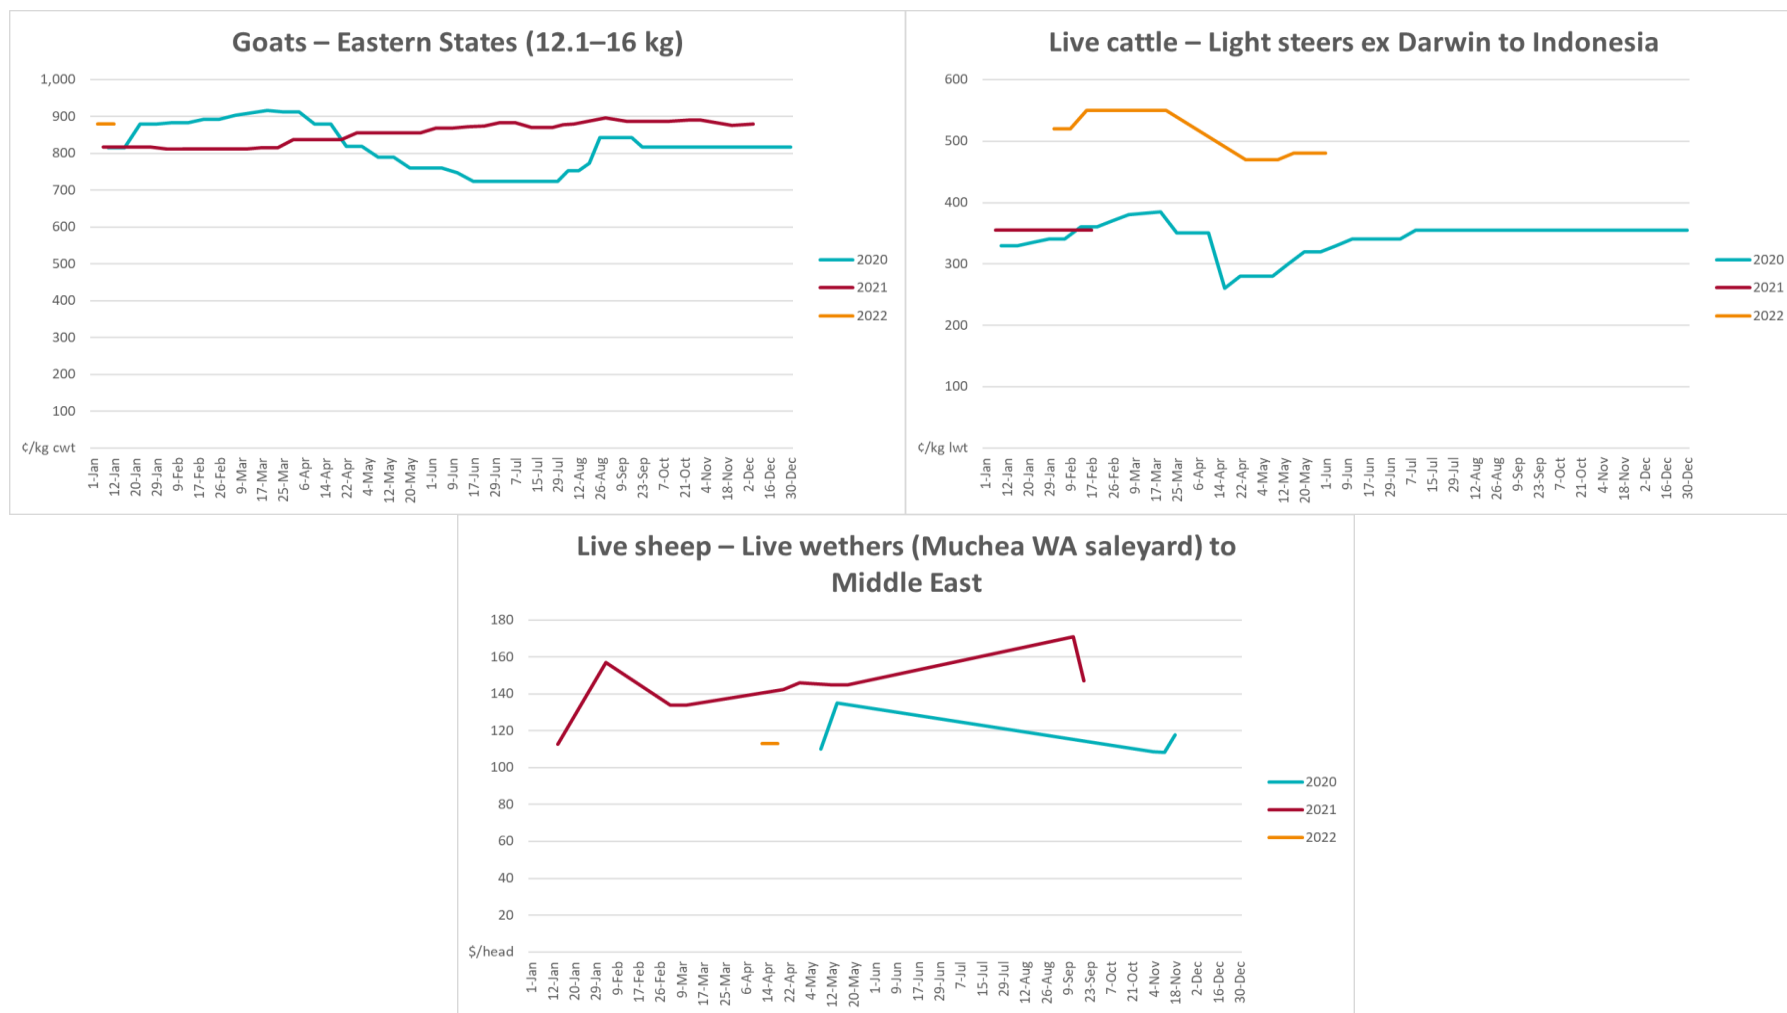 Goats – Eastern States (12.1–16 kg)
1,000
900
800
700
600
500
400
300
200
100
¢/kg cwt
1-Jan
12-Jan
20-Jan
29-Jan
9-Feb
17-Feb
26-Feb
9-Mar
17-Mar
25-Mar
6-Apr
14-Apr
22-Apr
4-May
12-May
20-May
1-Jun
9-Jun
17-Jun
29-Jun
7-Jul
15-Jul
29-Jul
12-Aug
26-Aug
9-Sep
23-Sep
7-Oct
21-Oct
4-Nov
18-Nov
2-Dec
16-Dec
30-Dec
2020
2021
2022
Live cattle – Light steers ex Darwin to Indonesia
600
500
400
300
200
100
¢/kg lwt
1-Jan
12-Jan
20-Jan
29-Jan
9-Feb
17-Feb
26-Feb
9-Mar
17-Mar
25-Mar
6-Apr
14-Apr
22-Apr
4-May
12-May
20-May
1-Jun
9-Jun
17-Jun
29-Jun
7-Jul
15-Jul
29-Jul
12-Aug
26-Aug
9-Sep
23-Sep
7-Oct
21-Oct
4-Nov
18-Nov
2-Dec
16-Dec
30-Dec
2020
2021
2022
Live sheep – Live wethers (Muchea WA saleyard) to
Middle East
180
160
140
120
100
80
60
40
20
$/head
1-Jan
12-Jan
20-Jan
29-Jan
9-Feb
17-Feb
26-Feb
9-Mar
17-Mar
25-Mar
6-Apr
14-Apr
22-Apr
4-May
12-May
20-May
1-Jun
9-Jun
17-Jun
29-Jun
7-Jul
15-Jul
29-Jul
12-Aug
26-Aug
9-Sep
23-Sep
7-Oct
21-Oct
4-Nov
18-Nov
2-Dec
16-Dec
30-Dec
2020
2021
2022